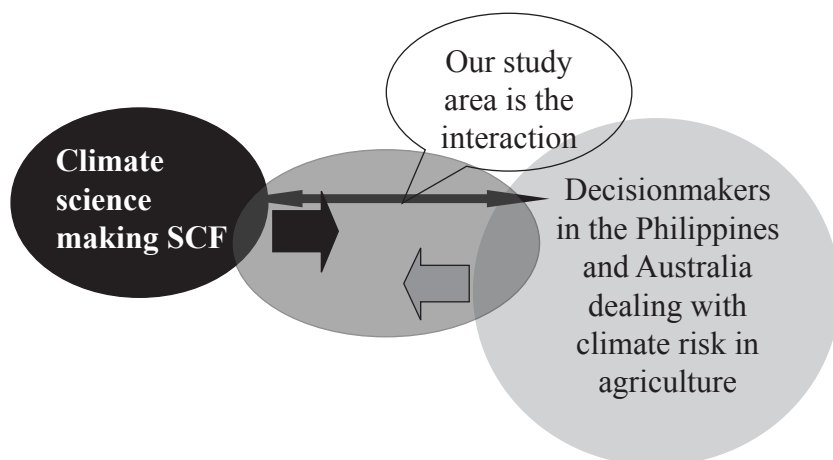 Our study
area is the
interaction
Climate
science
making SCF
Decisionmakers
in the Philippines
and Australia
dealing with
climate risk in
agriculture